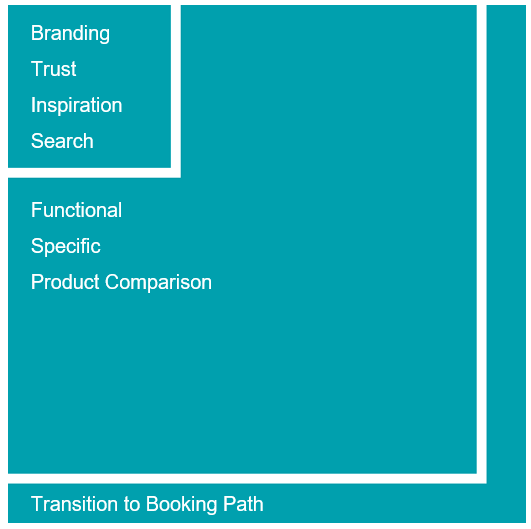 Branding
Trust
Inspiration
Search
Functional
Specific
Product Comparison
Transition to Booking Path